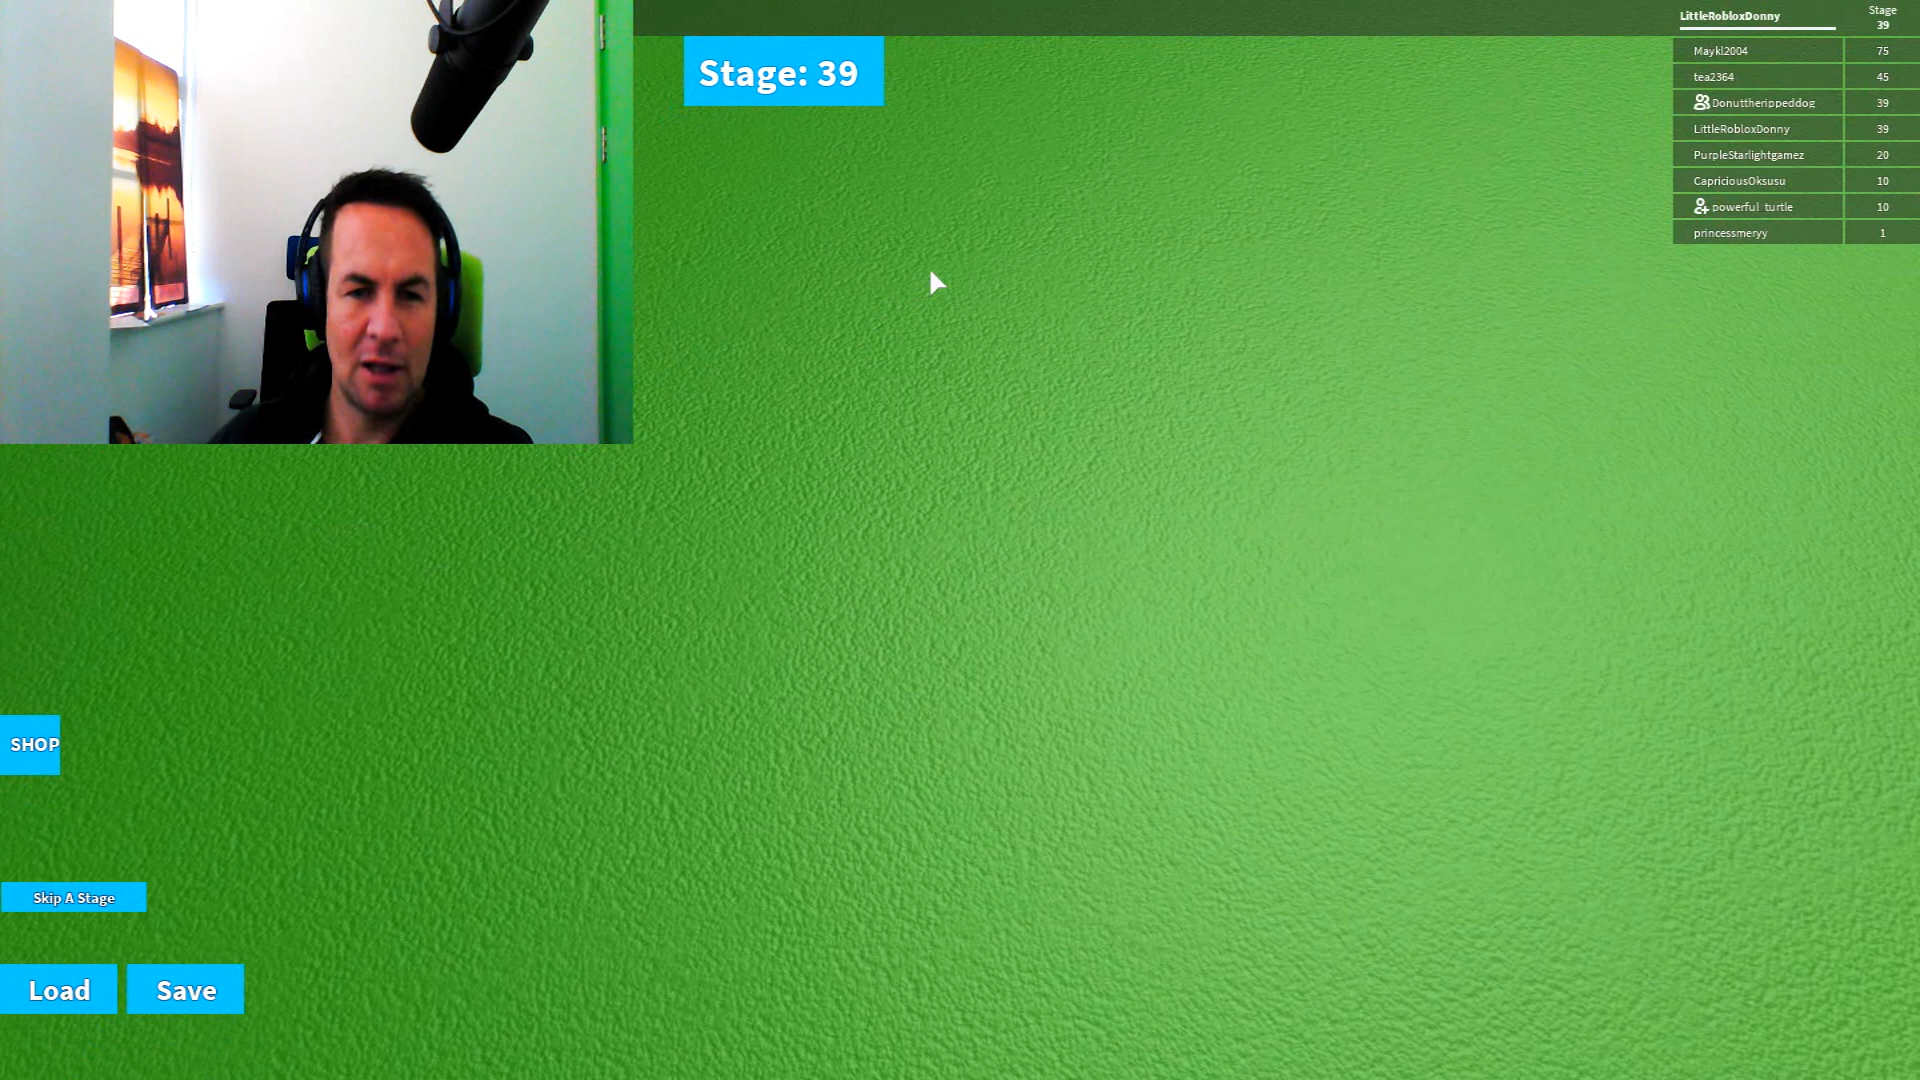 Stage: 39
LittleRobloxDonny
Stage
39
Maykl2004 75
tea2364 45
Donuttherippeddog 39
LittleRobloxDonny 39
PurpleStarlightgamez 20
CapriciousOksusu 10
powerful_turtle 10
princessmeryy 1
SHOP
Skip A Stage
Load Save